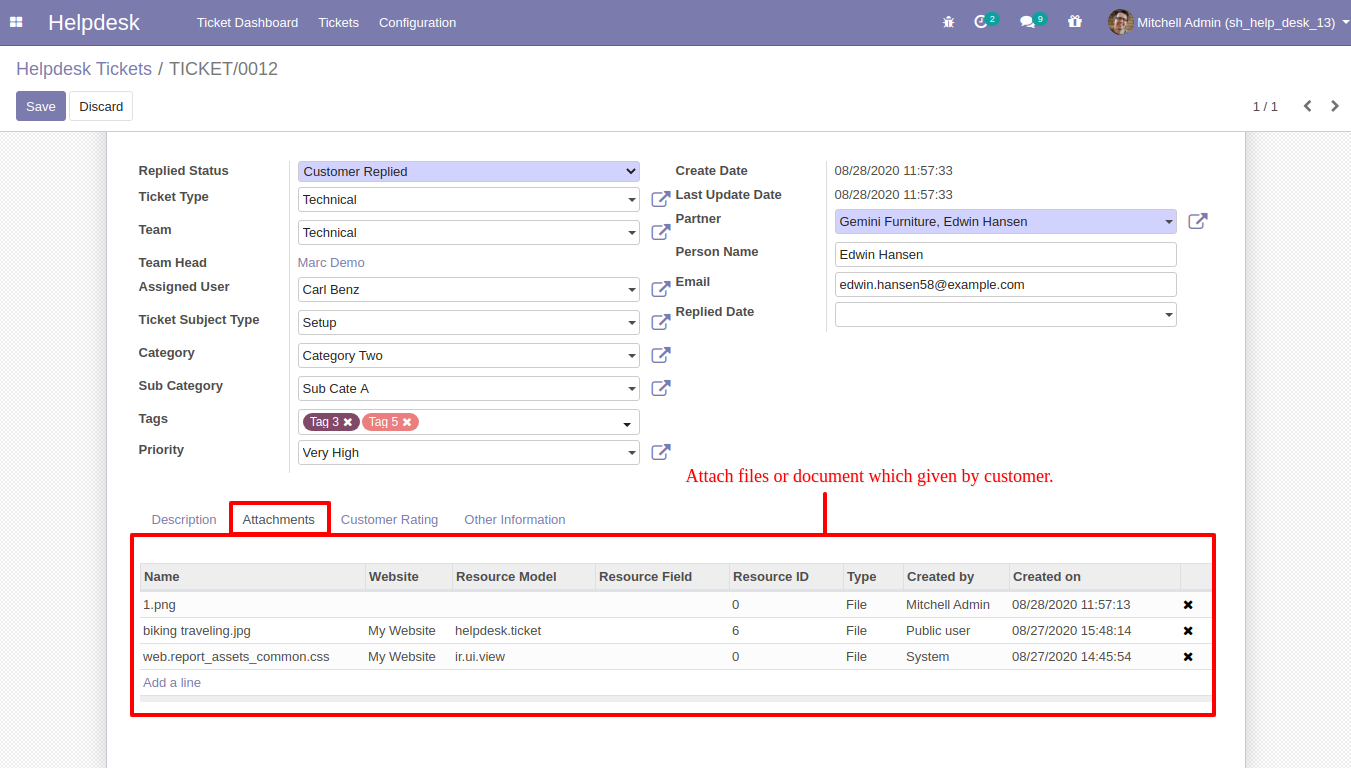 Helpdesk Ticket Dashboard Tickets Configuration 2 9 Mitchell Admin (sh_help_desk_13)
Helpdesk Tickets / TICKET/0012
Save Discard 1 / 1
Replied Status Customer Replied
Ticket Type Technical
Team Technical
Team Head Marc Demo
Assigned User Carl Benz
Ticket Subject Type Setup
Category Category Two
Sub Category Sub Cate A
Tags Tag 3 Tag 5
Priority Very High
Create Date 08/28/2020 11:57:33
Last Update Date 08/28/2020 11:57:33
Partner Gemini Furniture, Edwin Hansen
Person Name Edwin Hansen
Email edwin.hansen58@example.com
Replied Date
Attach files or document which given by customer.
Description Attachments Customer Rating Other Information
Name Website Resource Model Resource Field Resource ID Type Created by Created on
1.png 0 File Mitchell Admin 08/28/2020 11:57:13
biking traveling.jpg My Website helpdesk.ticket 6 File Public user 08/27/2020 15:48:14
web.report_assets_common.css My Website ir.ui.view 0 File System 08/27/2020 14:45:54
Add a line